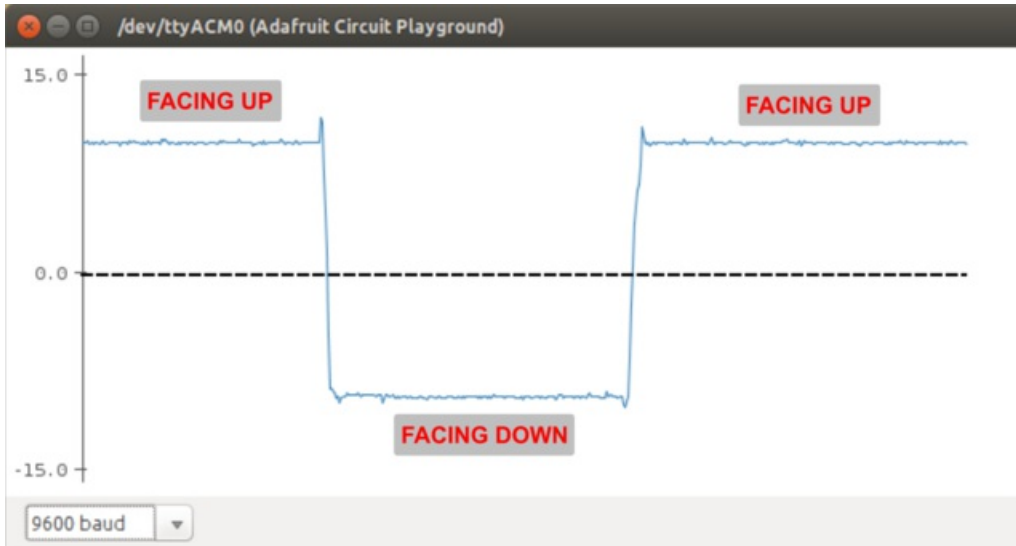 /dev/ttyACM0 (Adafruit Circuit Playground)
15.0
FACING UP
FACING UP
0.0
FACING DOWN
-15.0
9600 baud